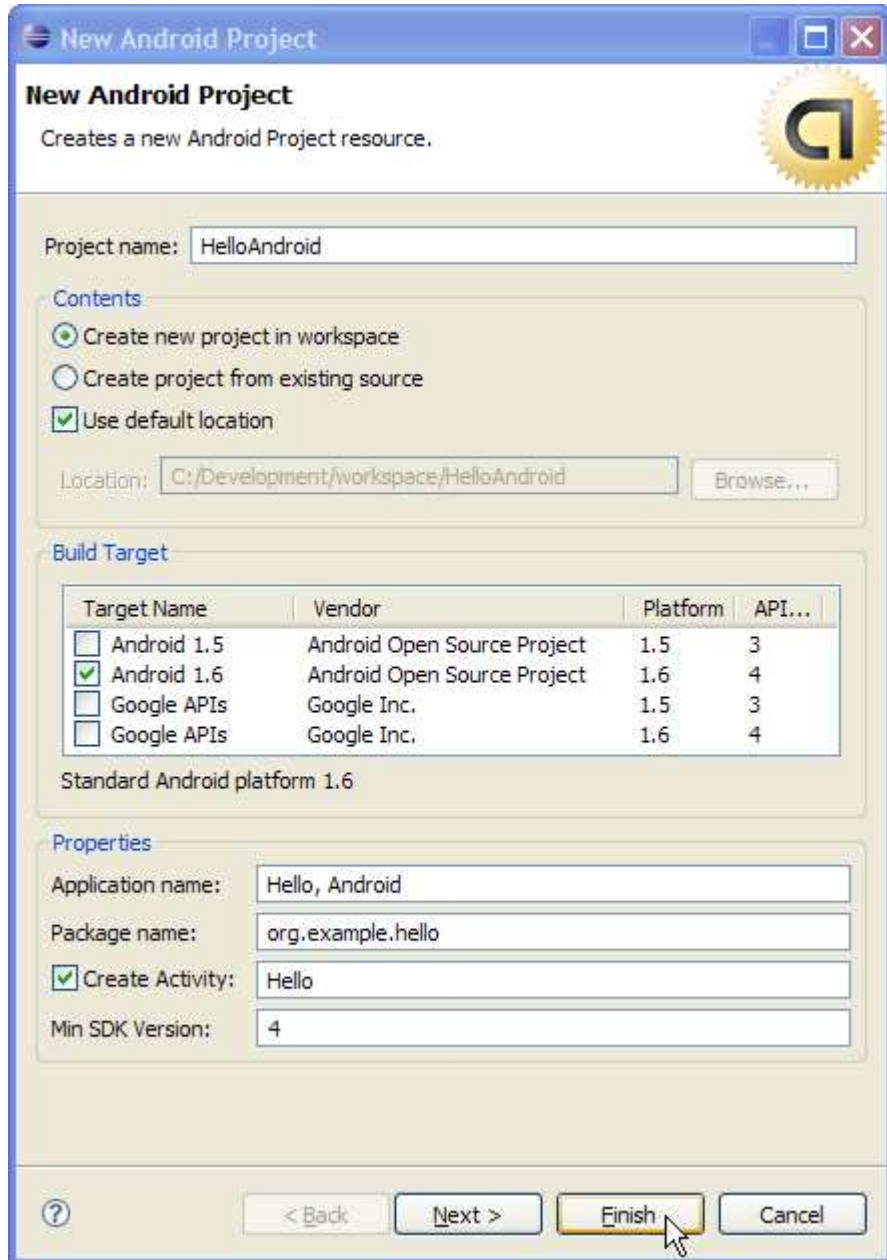 New Android Project
New Android Project
Creates a new Android Project resource.
Project name: HelloAndroid
Contents
Create new project in workspace
Create project from existing source
Use default location
Location: C:/Development/workspace/HelloAndroid Browse...
Build Target
Target Name Vendor Platform API...
Android 1.5 Android Open Source Project 1.5 3
Android 1.6 Android Open Source Project 1.6 4
Google APIs Google Inc. 1.5 3
Google APIs Google Inc. 1.6 4
Standard Android platform 1.6
Properties
Application name: Hello, Android
Package name: org.example.hello
Create Activity: Hello
Min SDK Version: 4
? < Back Next > Finish Cancel